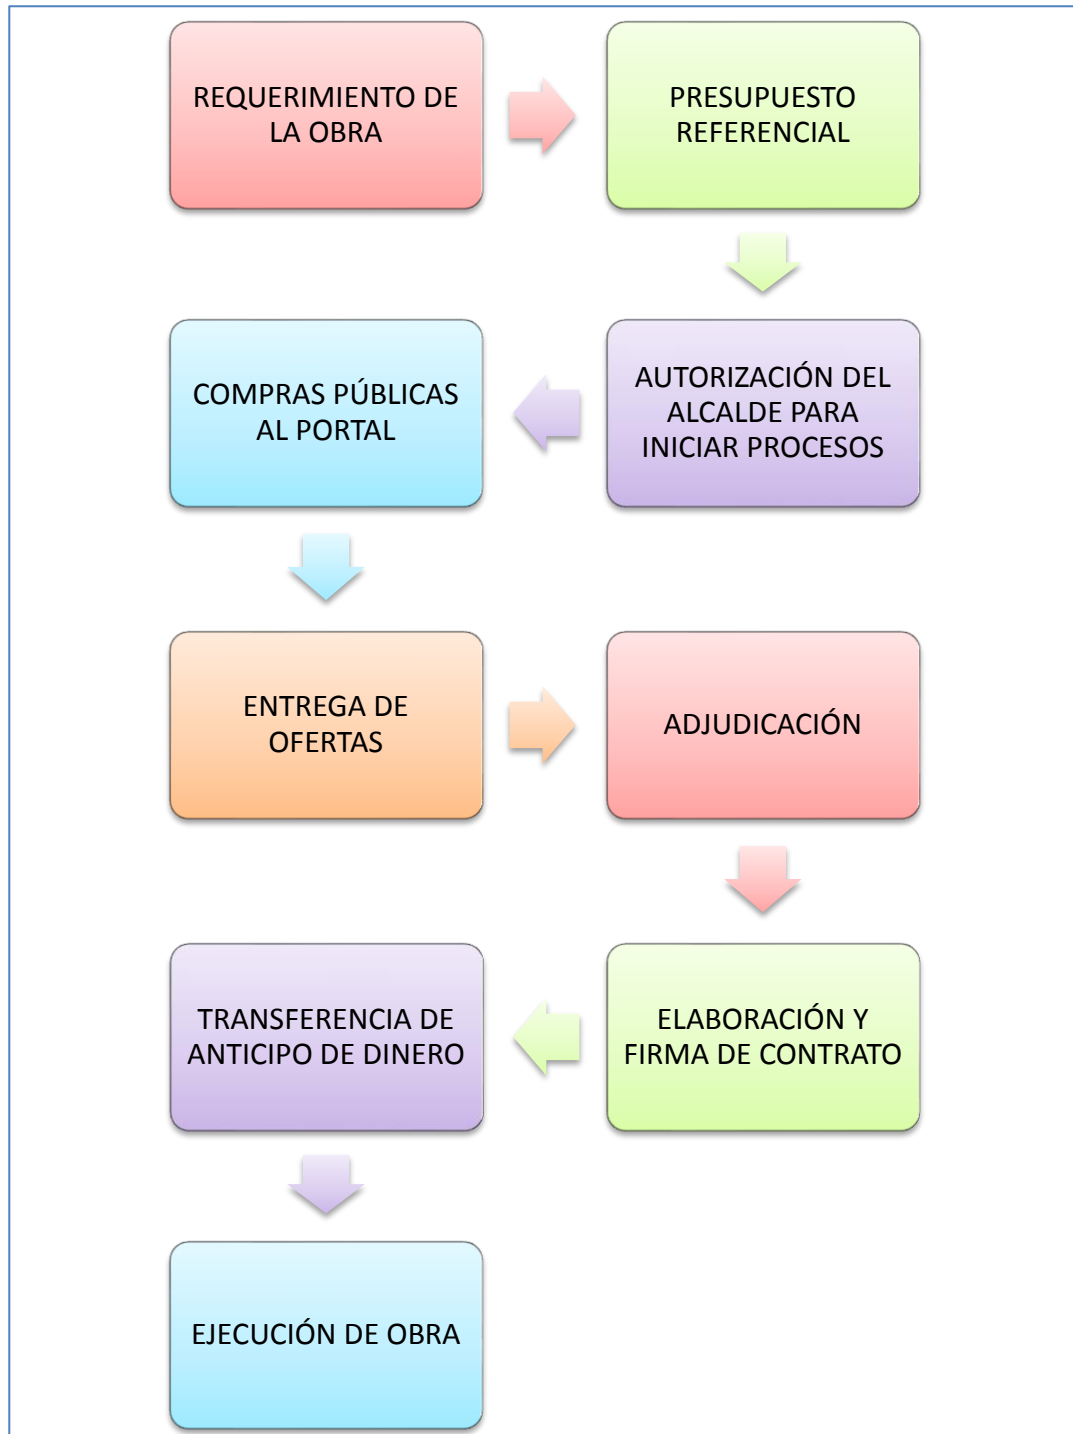 REQUERIMIENTO DE
LA OBRA
PRESUPUESTO
REFERENCIAL
AUTORIZACIÓN DEL
ALCALDE PARA
INICIAR PROCESOS
COMPRAS PÚBLICAS
AL PORTAL
ENTREGA DE
OFERTAS
ADJUDICACIÓN
ELABORACIÓN Y
FIRMA DE CONTRATO
TRANSFERENCIA DE
ANTICIPO DE DINERO
EJECUCIÓN DE OBRA